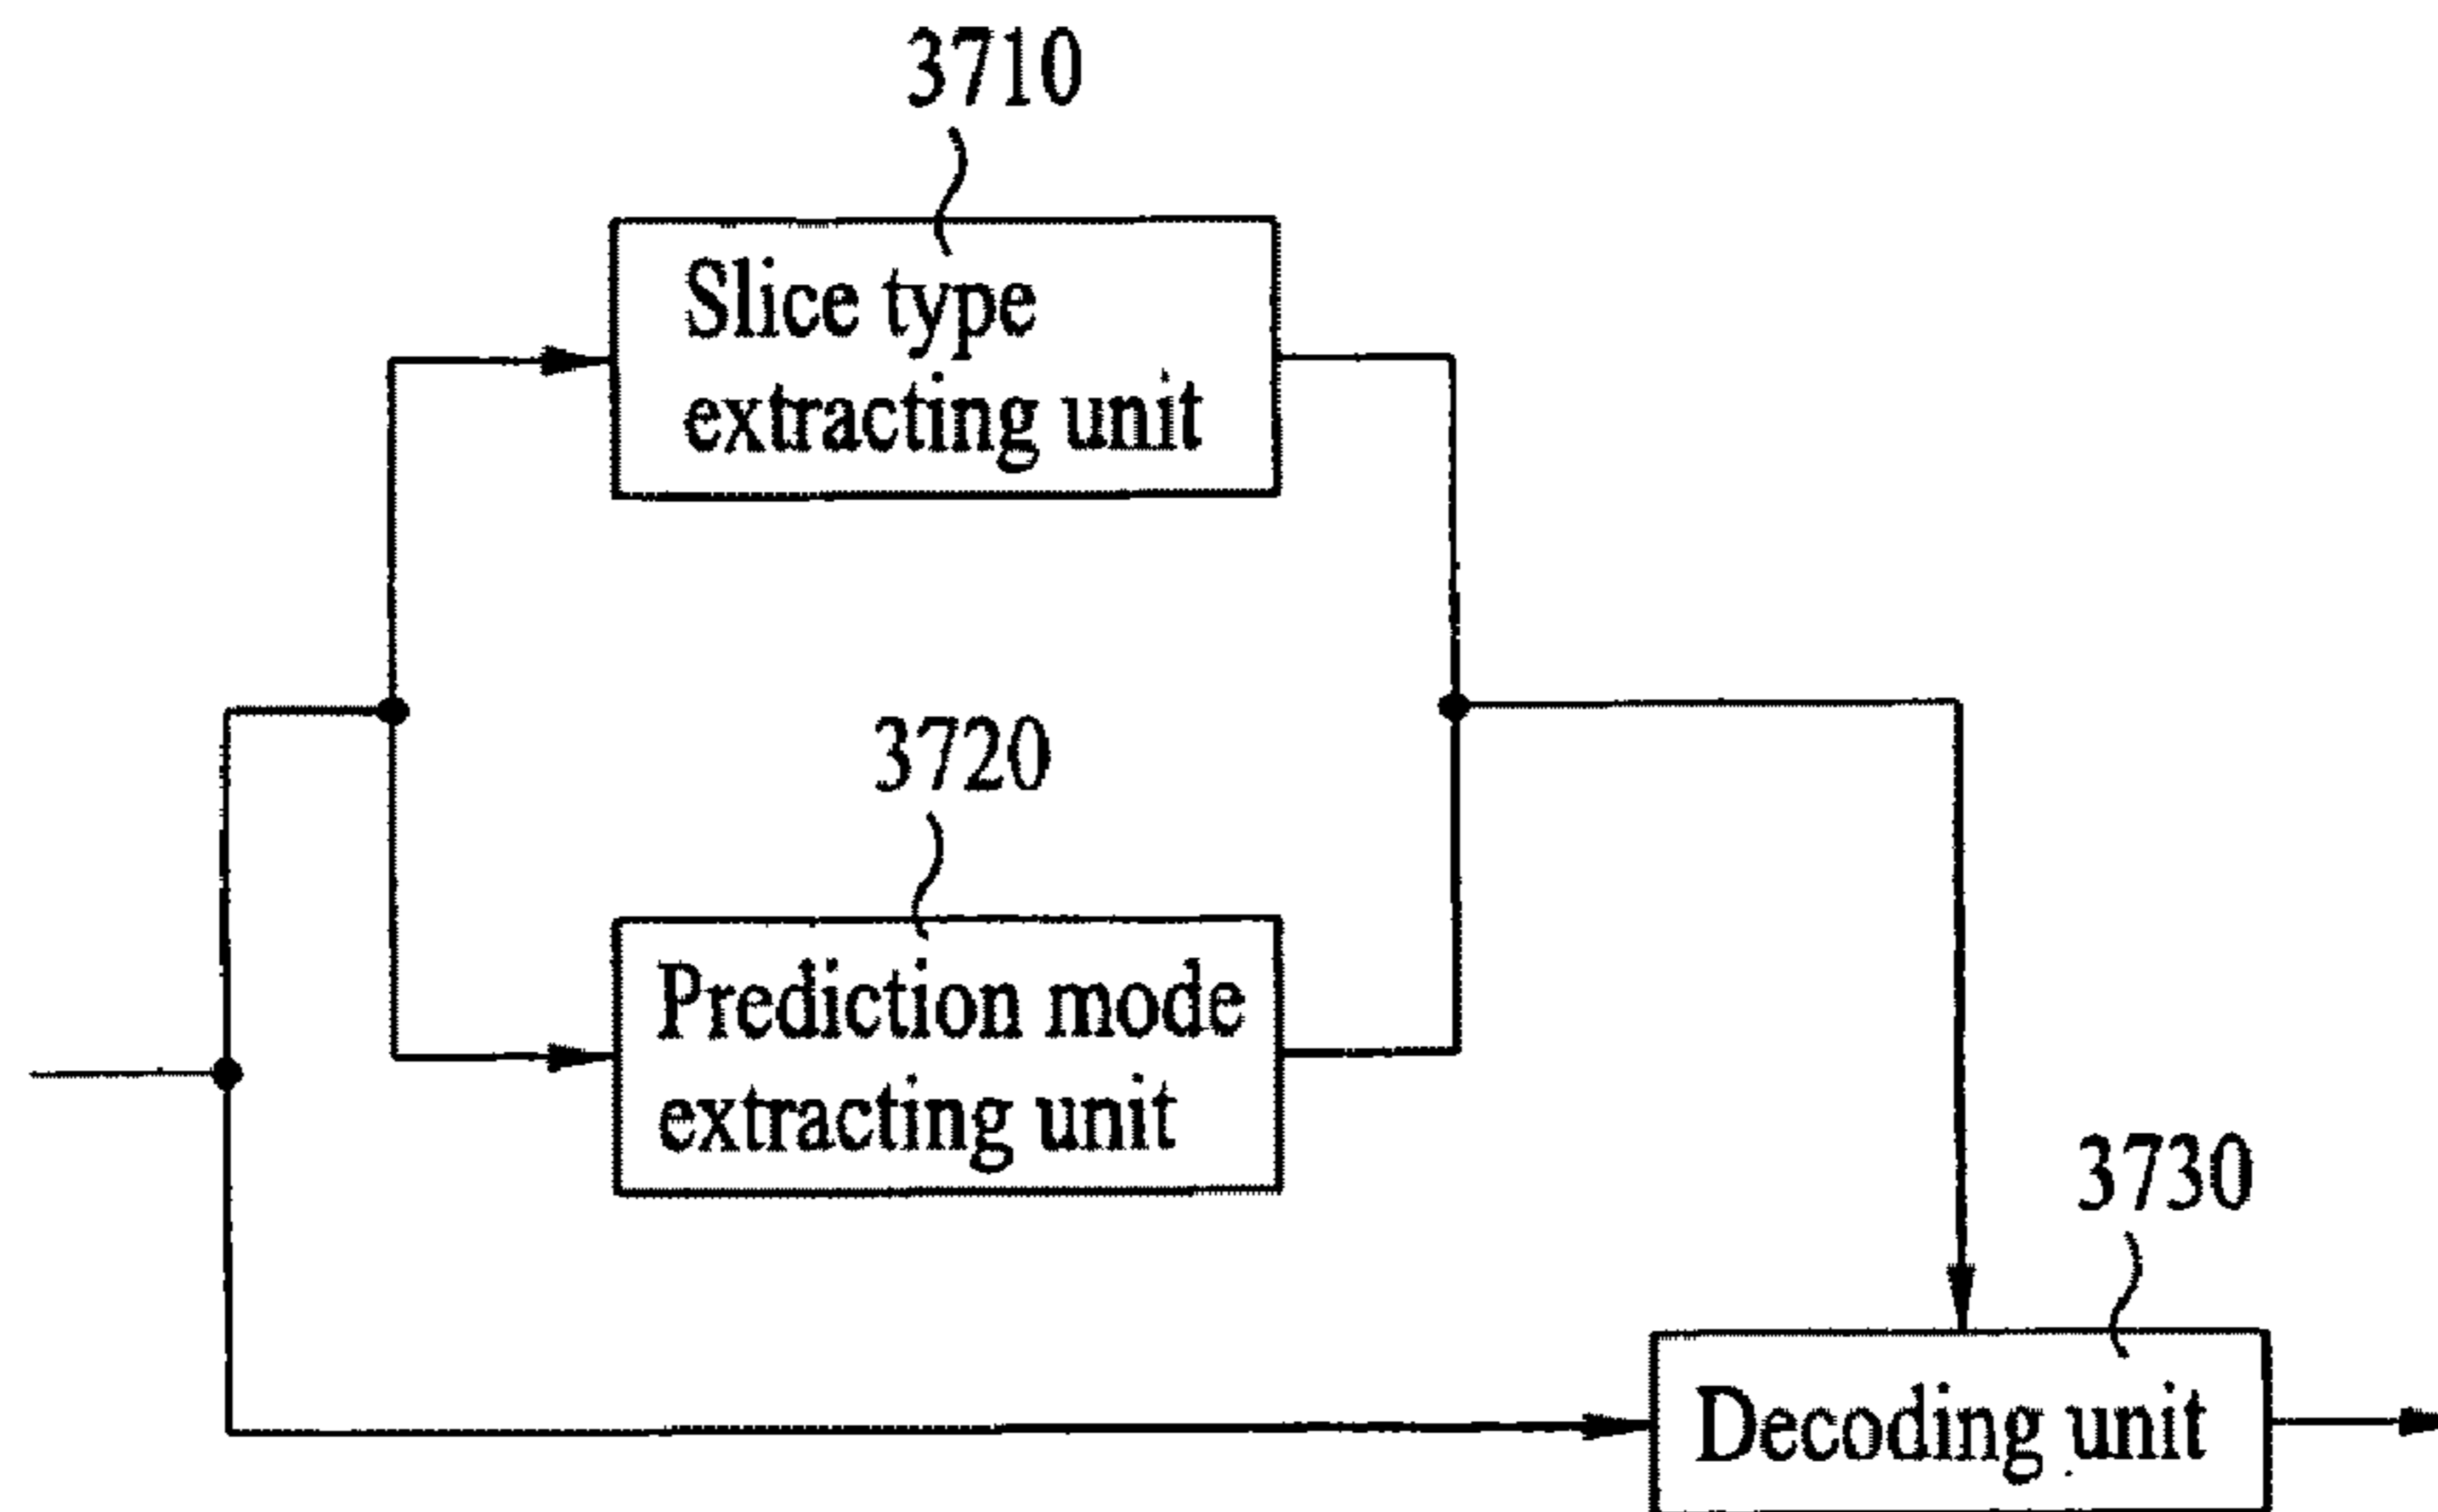 3710
Slice type
extracting unit
3720
Prediction mode
extracting unit
3730
Decoding unit